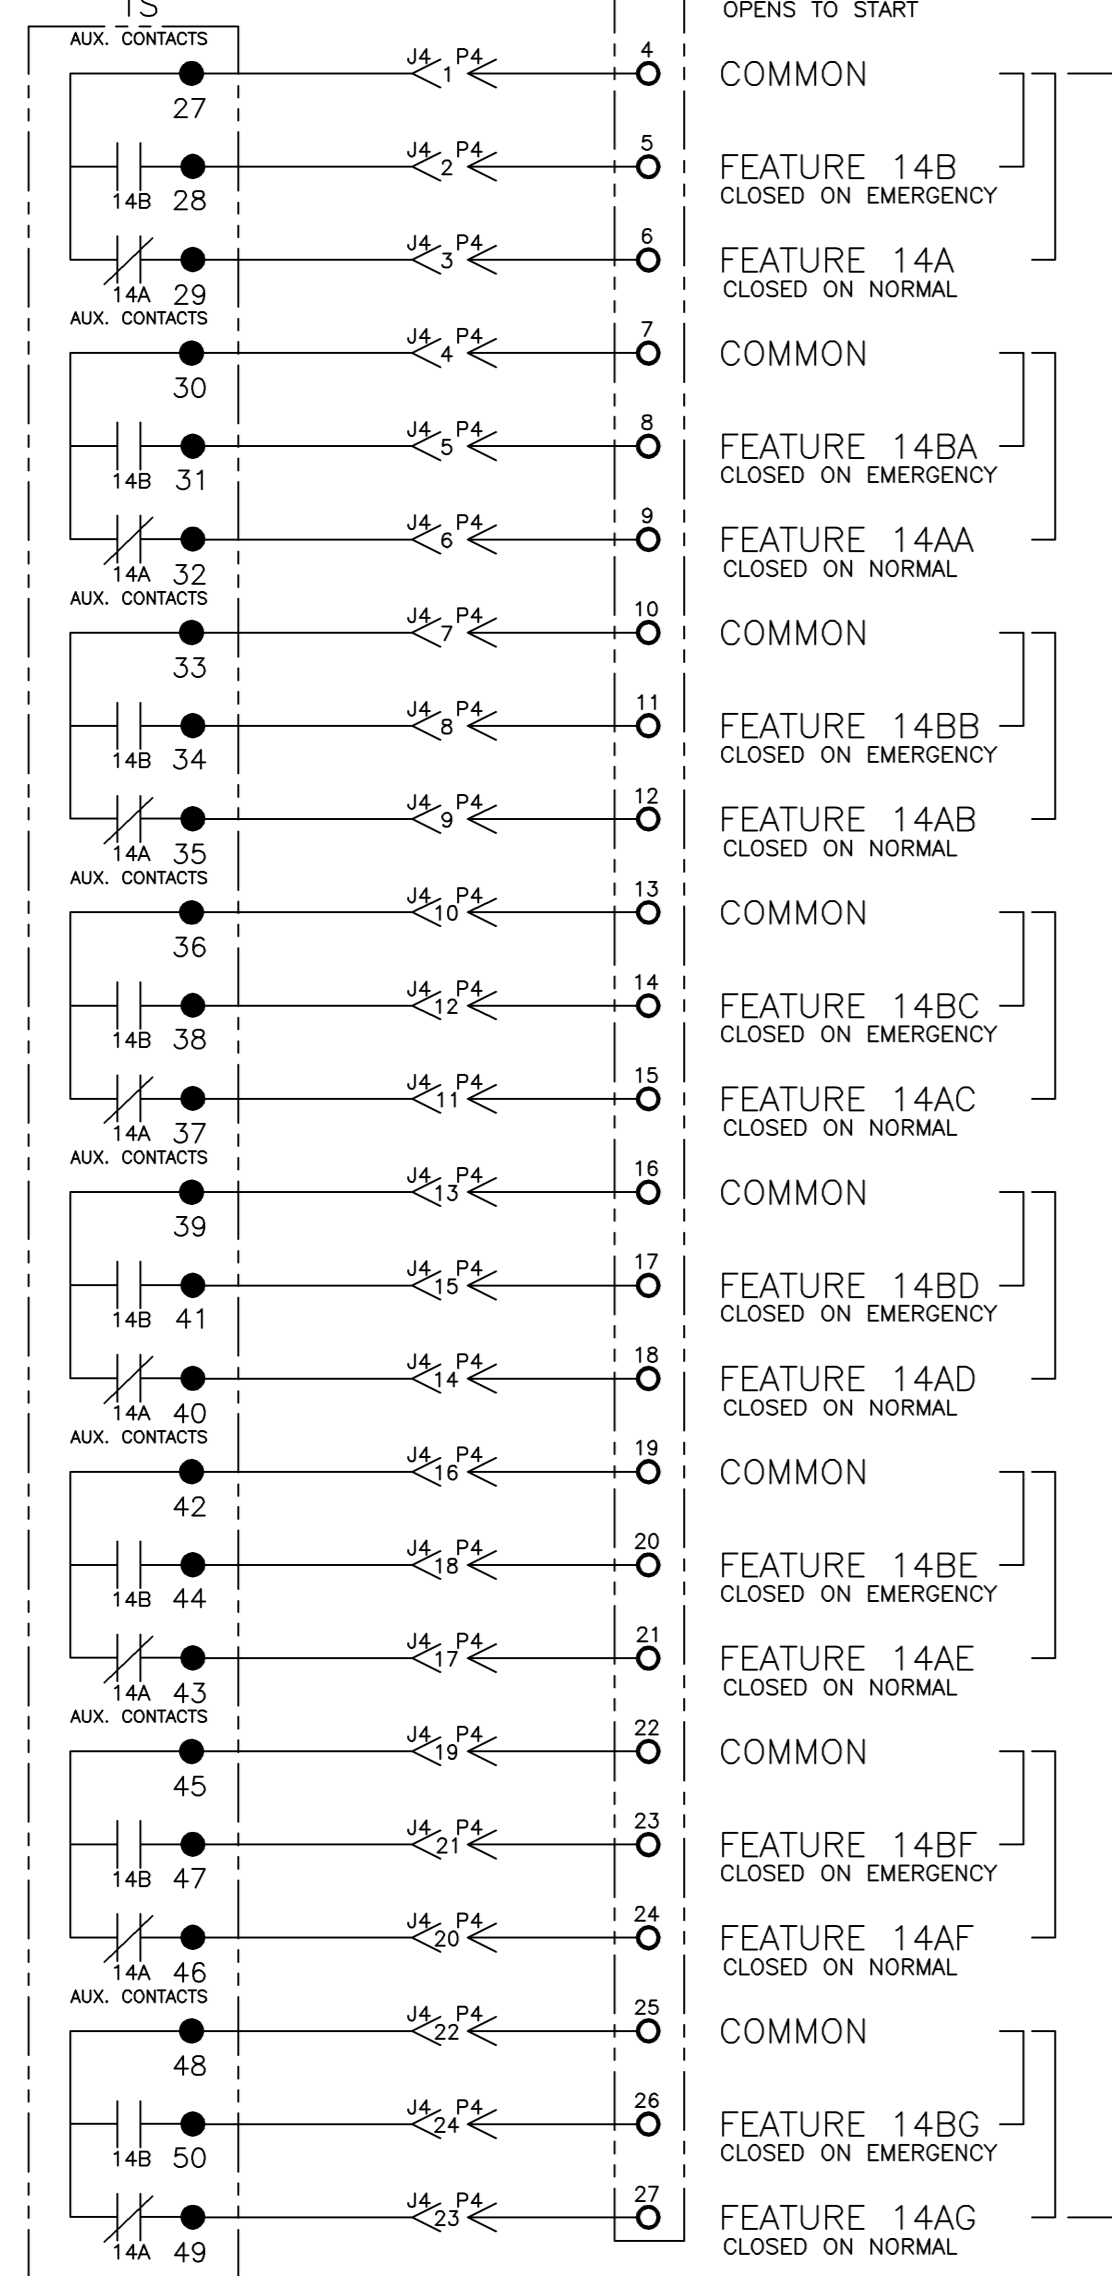 TS
OPENS TO START
AUX. CONTACTS
J4 1 P4 4 COMMON
27
J4 2 P4 5 FEATURE 14B
14B 28 CLOSED ON EMERGENCY
J4 3 P4 6 FEATURE 14A
14A 29 CLOSED ON NORMAL
AUX. CONTACTS
J4 4 P4 7 COMMON
30
J4 5 P4 8 FEATURE 14BA
14B 31 CLOSED ON EMERGENCY
J4 6 P4 9 FEATURE 14AA
14A 32 CLOSED ON NORMAL
AUX. CONTACTS
J4 7 P4 10 COMMON
33
J4 8 P4 11 FEATURE 14BB
14B 34 CLOSED ON EMERGENCY
J4 9 P4 12 FEATURE 14AB
14A 35 CLOSED ON NORMAL
AUX. CONTACTS
J4 10 P4 13 COMMON
36
J4 12 P4 14 FEATURE 14BC
14B 38 CLOSED ON EMERGENCY
J4 11 P4 15 FEATURE 14AC
14A 37 CLOSED ON NORMAL
AUX. CONTACTS
J4 13 P4 16 COMMON
39
J4 15 P4 17 FEATURE 14BD
14B 41 CLOSED ON EMERGENCY
J4 14 P4 18 FEATURE 14AD
14A 40 CLOSED ON NORMAL
AUX. CONTACTS
J4 16 P4 19 COMMON
42
J4 18 P4 20 FEATURE 14BE
14B 44 CLOSED ON EMERGENCY
J4 17 P4 21 FEATURE 14AE
14A 43 CLOSED ON NORMAL
AUX. CONTACTS
J4 19 P4 22 COMMON
45
J4 21 P4 23 FEATURE 14BF
14B 47 CLOSED ON EMERGENCY
J4 20 P4 24 FEATURE 14AF
14A 46 CLOSED ON NORMAL
AUX. CONTACTS
J4 22 P4 25 COMMON
48
J4 24 P4 26 FEATURE 14BG
14B 50 CLOSED ON EMERGENCY
J4 23 P4 27 FEATURE 14AG
14A 49 CLOSED ON NORMAL